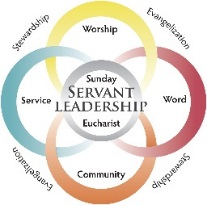 Stewardship
Evangelization
Worship
Sunday
Service
SERVANT
LEADERSHIP
Word
Eucharist
Community
Evangelization
Stewardship